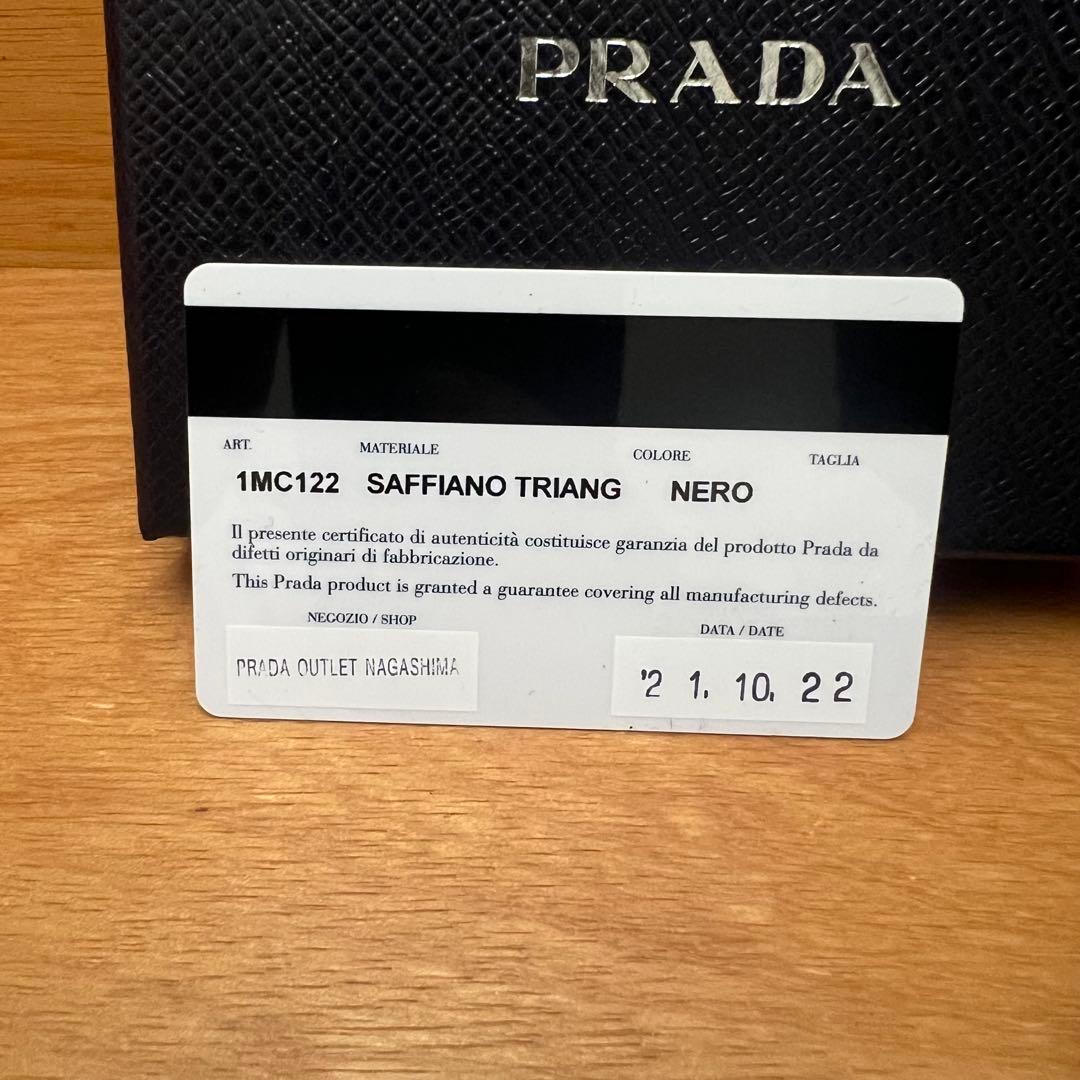 PRADA
ART. MATERIALE COLORE TAGLIA
1MC122 SAFFIANO TRIANG NERO
Il presente certificato di autenticità costituisce garanzia del prodotto Prada da
difetti originari di fabbricazione.
This Prada product is granted a guarantee covering all manufacturing defects.
NEGOZIO / SHOP DATA / DATE
PRADA OUTLET NAGASHIMA '21. 10. 22